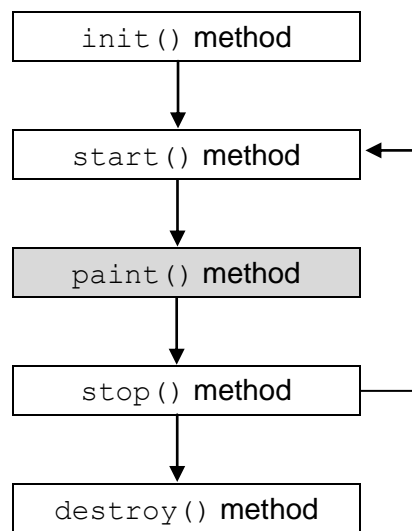 init() method
start() method
paint() method
stop() method
destroy() method